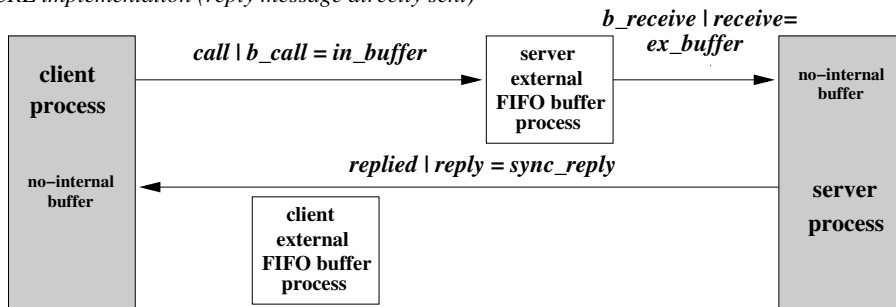 implementation (reply message directly sent)
b_receive | receive=
ex_buffer
call | b_call = in_buffer
server
external
FIFO buffer
process
client
process
no-internal
buffer
no-internal
buffer
replied | reply = sync_reply
server
process
client
external
FIFO buffer
process